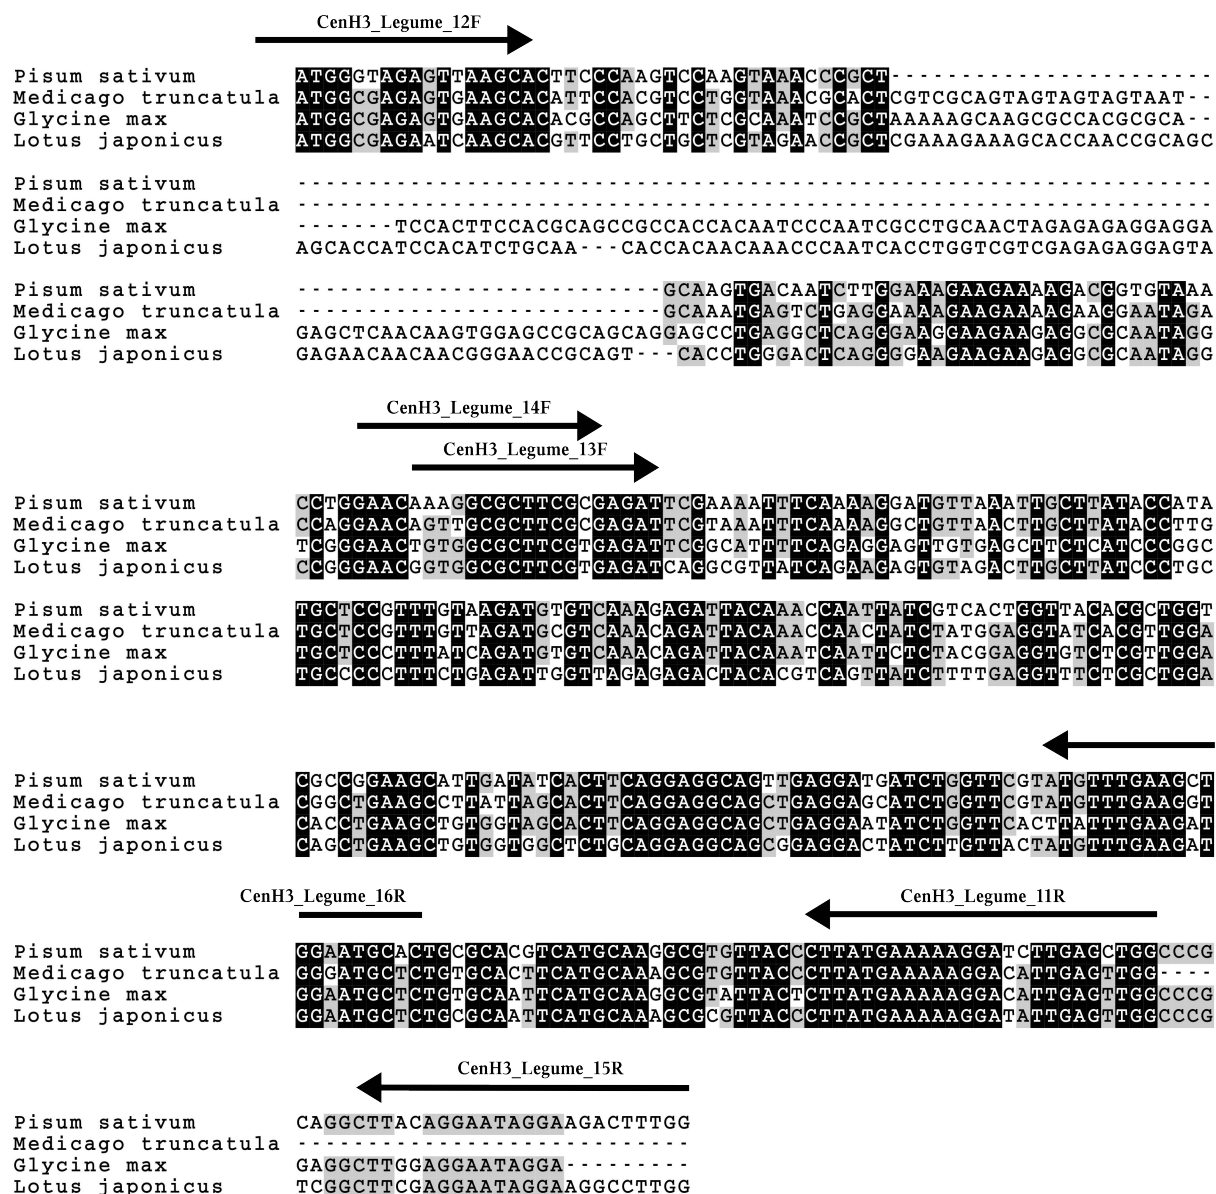 CenH3_Legume_12F
Pisum sativum ATGGGTAGAGTTAAGCACTTCCCAAGTCCAAGTAAACCCGCT-----------------------
Medicago truncatula ATGGCGAGAGTGAAGCACATTCCACGTCCTGGTAAACGCACTCGTCGCAGTAGTAGTAGTAAT--
Glycine max ATGGCGAGAGTGAAGCACACGCCAGCTTCTCGCAAATCCGCTAAAAAGCAAGCGCCACGCGCA--
Lotus japonicus ATGGCGAGAATCAAGCACGTTCCTGCTGCTCGTAGAACCGCTCGAAAGAAAGCACCAACCGCAGC
Pisum sativum -----------------------------------------------------------------
Medicago truncatula -----------------------------------------------------------------
Glycine max -------TCCACTTCCACGCAGCCGCCACCACAATCCCAATCGCCTGCAACTAGAGAGAGGAGGA
Lotus japonicus AGCACCATCCACATCTGCAA---CACCACAACAAACCCAATCACCTGGTCGTCGAGAGAGGAGTA
Pisum sativum --------------------------GCAAGTGACAATCTTGGAAAGAAGAAAAGACGGTGTAAA
Medicago truncatula --------------------------GCAAATGAGTCTGAGGAAAAGAAGAAAAGAAGGAATAGA
Glycine max GAGCTCAACAAGTGGAGCCGCAGCAGGAGCCTGAGCCTCAGGGAAGGAAGAAGAGGCGCAATAGG
Lotus japonicus GAGAACAACAACGGGAACCGCAGT---CACCTGGGACTCAGGGGAAGAAGAAGAGGCGCAATAGG
CenH3_Legume_14F
CenH3_Legume_13F
Pisum sativum CCTGGAACAAAGGCGCTTCGCGAGATTCGAAAATTTCAAAAGGATGTTAAATTGCTTATACCATA
Medicago truncatula CCAGGAACAGTTGCGCTTCGCGAGATTCGTAAATTTCAAAAGGCTGTTAACTTGCTTATACCTTG
Glycine max TCGGGAACTGTGGCGCTTCGTGAGATTCGGCATTTTCAGAGGAGTTGTGAGCTTCTCATCCCGGC
Lotus japonicus CCGGGAACGGTGGCGCTTCGTGAGATCAGGCGTTATCAGAAGAGTGTAGACTTGCTTATCCCTGC
Pisum sativum TGCTCCGTTTGTAAGATGTGTCAAAGAGATTACAAACCAATTATCGTCACTGGTTACACGCTGGT
Medicago truncatula TGCTCCGTTTGTTAGATGCGTCAAACAGATTACAAACCAACTATCTATGGAGGTATCACGTTGGA
Glycine max TGCTCCCTTTATCAGATGTGTCAAACAGATTACAAATCAATTCTCTACGGAGGTGTCTCGTTGGA
Lotus japonicus TGCCCCCTTTCTGAGATTGGTTAGAGAGACTACACGTCAGTTATCTTTTGAGGTTTCTCGCTGGA
Pisum sativum CGCCGGAAGCATTGATATCACTTCAGGAGGCAGTTGAGGATGATCTGGTTCGTATGTTTGAAGCT
Medicago truncatula CGGCTGAAGCCTTATTAGCACTTCAGGAGGCAGCTGAGGAGCATCTGGTTCGTATGTTTGAAGGT
Glycine max CACCTGAAGCTGTGGTAGCACTTCAGGAGGCAGCTGAGGAATATCTGGTTCACTTATTTGAAGAT
Lotus japonicus CAGCTGAAGCTGTGGTGGCTCTGCAGGAGGCAGCGGAGGACTATCTTGTTACTATGTTTGAAGAT
CenH3_Legume_16R CenH3_Legume_11R
Pisum sativum GGAATGCACTGCGCACGTCATGCAAGGCGTGTTACCCTTATGAAAAAGGATCTTGAGCTGGCCCG
Medicago truncatula GGGATGCTCTGTGCACTTCATGCAAAGCGTGTTACCCTTATGAAAAAGGACATTGAGTTGG----
Glycine max GGAATGCTCTGTGCAATTCATGCAAGGCGTATTACTCTTATGAAAAAGGACATTGAGTTGGCCCG
Lotus japonicus GGAATGCTCTGCGCAATTCATGCAAAGCGCGTTACCCTTATGAAAAAGGATATTGAGTTGGCCCG
CenH3_Legume_15R
Pisum sativum CAGGCTTACAGGAATAGGAAGACTTTGG
Medicago truncatula ----------------------------
Glycine max GAGGCTTGGAGGAATAGGA---------
Lotus japonicus TCGGCTTCGAGGAATAGGAAGGCCTTGG